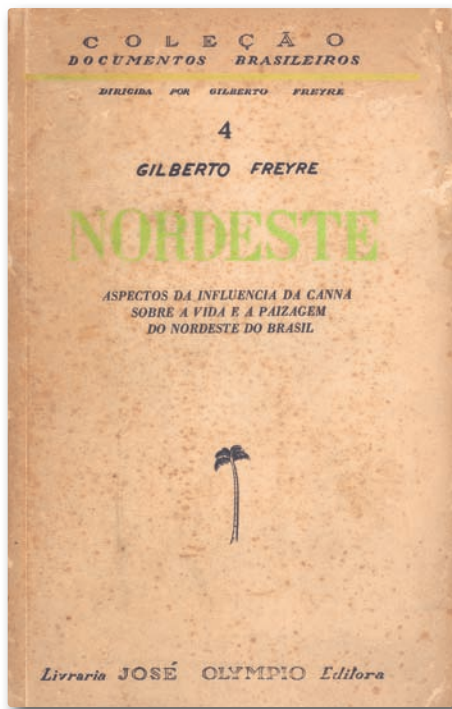 COLEÇÃO
DOCUMENTOS BRASILEIROS
DIRIGIDA POR GILBERTO FREYRE
4
GILBERTO FREYRE
NORDESTE
ASPECTOS DA INFLUENCIA DA CANNA
SOBRE A VIDA E A PAIZAGEM
DO NORDESTE DO BRASIL
Livraria JOSÉ OLYMPIO Editora